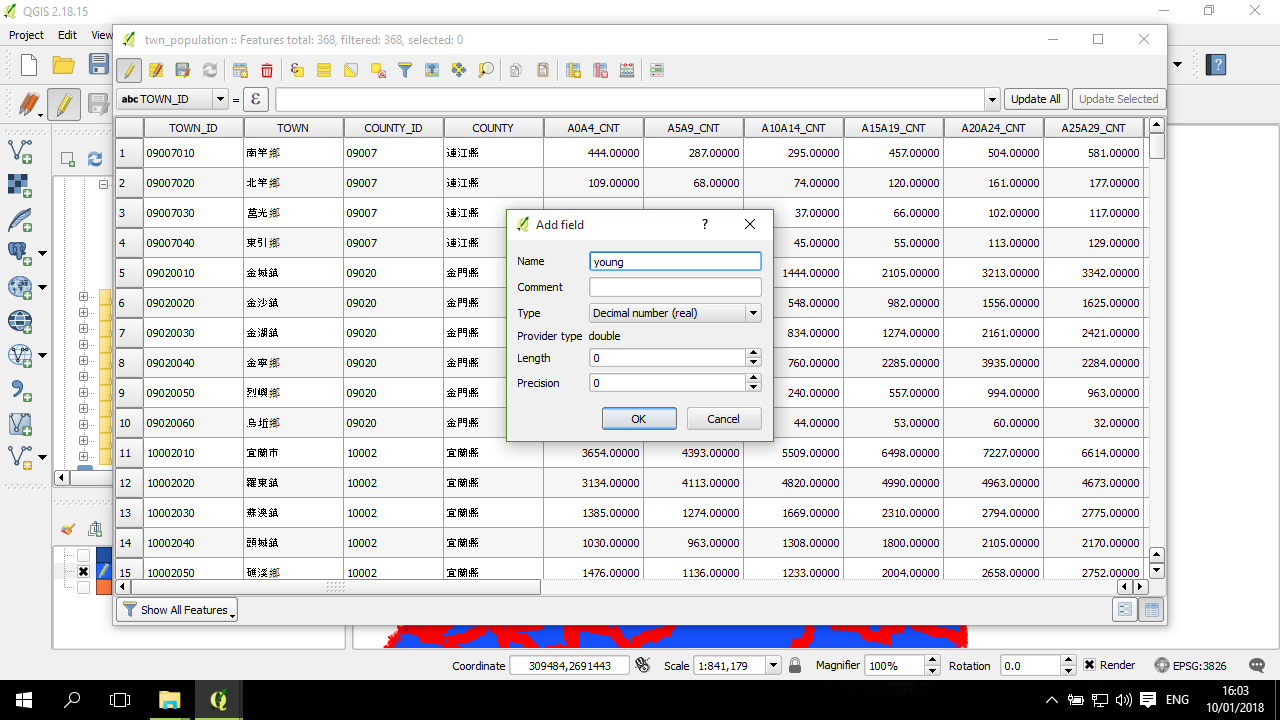 QGIS 2.18.15
Project Edit View
twn_population :: Features total: 368, filtered: 368, selected: 0
abc TOWN_ID = ε Update All Update Selected
TOWN_ID TOWN COUNTY_ID COUNTY A0A4_CNT A5A9_CNT A10A14_CNT A15A19_CNT A20A24_CNT A25A29_CNT
1 09007010 南竿鄉 09007 連江縣 444.00000 287.00000 295.00000 457.00000 504.00000 581.00000
2 09007020 北竿鄉 09007 連江縣 109.00000 68.00000 74.00000 120.00000 161.00000 177.00000
3 09007030 莒光鄉 09007 連江縣 37.00000 66.00000 102.00000 117.00000
4 09007040 東引鄉 09007 連江縣 45.00000 55.00000 113.00000 129.00000
5 09020010 金城鎮 09020 金門縣 1444.00000 2105.00000 3213.00000 3342.00000
6 09020020 金沙鎮 09020 金門縣 548.00000 982.00000 1556.00000 1625.00000
7 09020030 金湖鎮 09020 金門縣 834.00000 1274.00000 2161.00000 2421.00000
8 09020040 金寧鄉 09020 金門縣 760.00000 2285.00000 3935.00000 2284.00000
9 09020050 烈嶼鄉 09020 金門縣 240.00000 557.00000 994.00000 963.00000
10 09020060 烏坵鄉 09020 金門縣 44.00000 53.00000 60.00000 32.00000
11 10002010 宜蘭市 10002 宜蘭縣 3654.00000 4393.00000 5509.00000 6498.00000 7227.00000 6614.00000
12 10002020 羅東鎮 10002 宜蘭縣 3134.00000 4113.00000 4820.00000 4990.00000 4963.00000 4673.00000
13 10002030 蘇澳鎮 10002 宜蘭縣 1385.00000 1274.00000 1669.00000 2310.00000 2794.00000 2775.00000
14 10002040 頭城鎮 10002 宜蘭縣 1030.00000 963.00000 1308.00000 1800.00000 2105.00000 2170.00000
15 10002050 礁溪鄉 10002 宜蘭縣 1476.00000 1136.00000 1233.00000 2004.00000 2658.00000 2752.00000
Add field ?
Name young
Comment
Type Decimal number (real)
Provider type double
Length 0
Precision 0
OK Cancel
Show All Features
Coordinate 309484,2691443 Scale 1:841,179 Magnifier 100% Rotation 0.0 Render EPSG:3826
ENG
16:03
10/01/2018